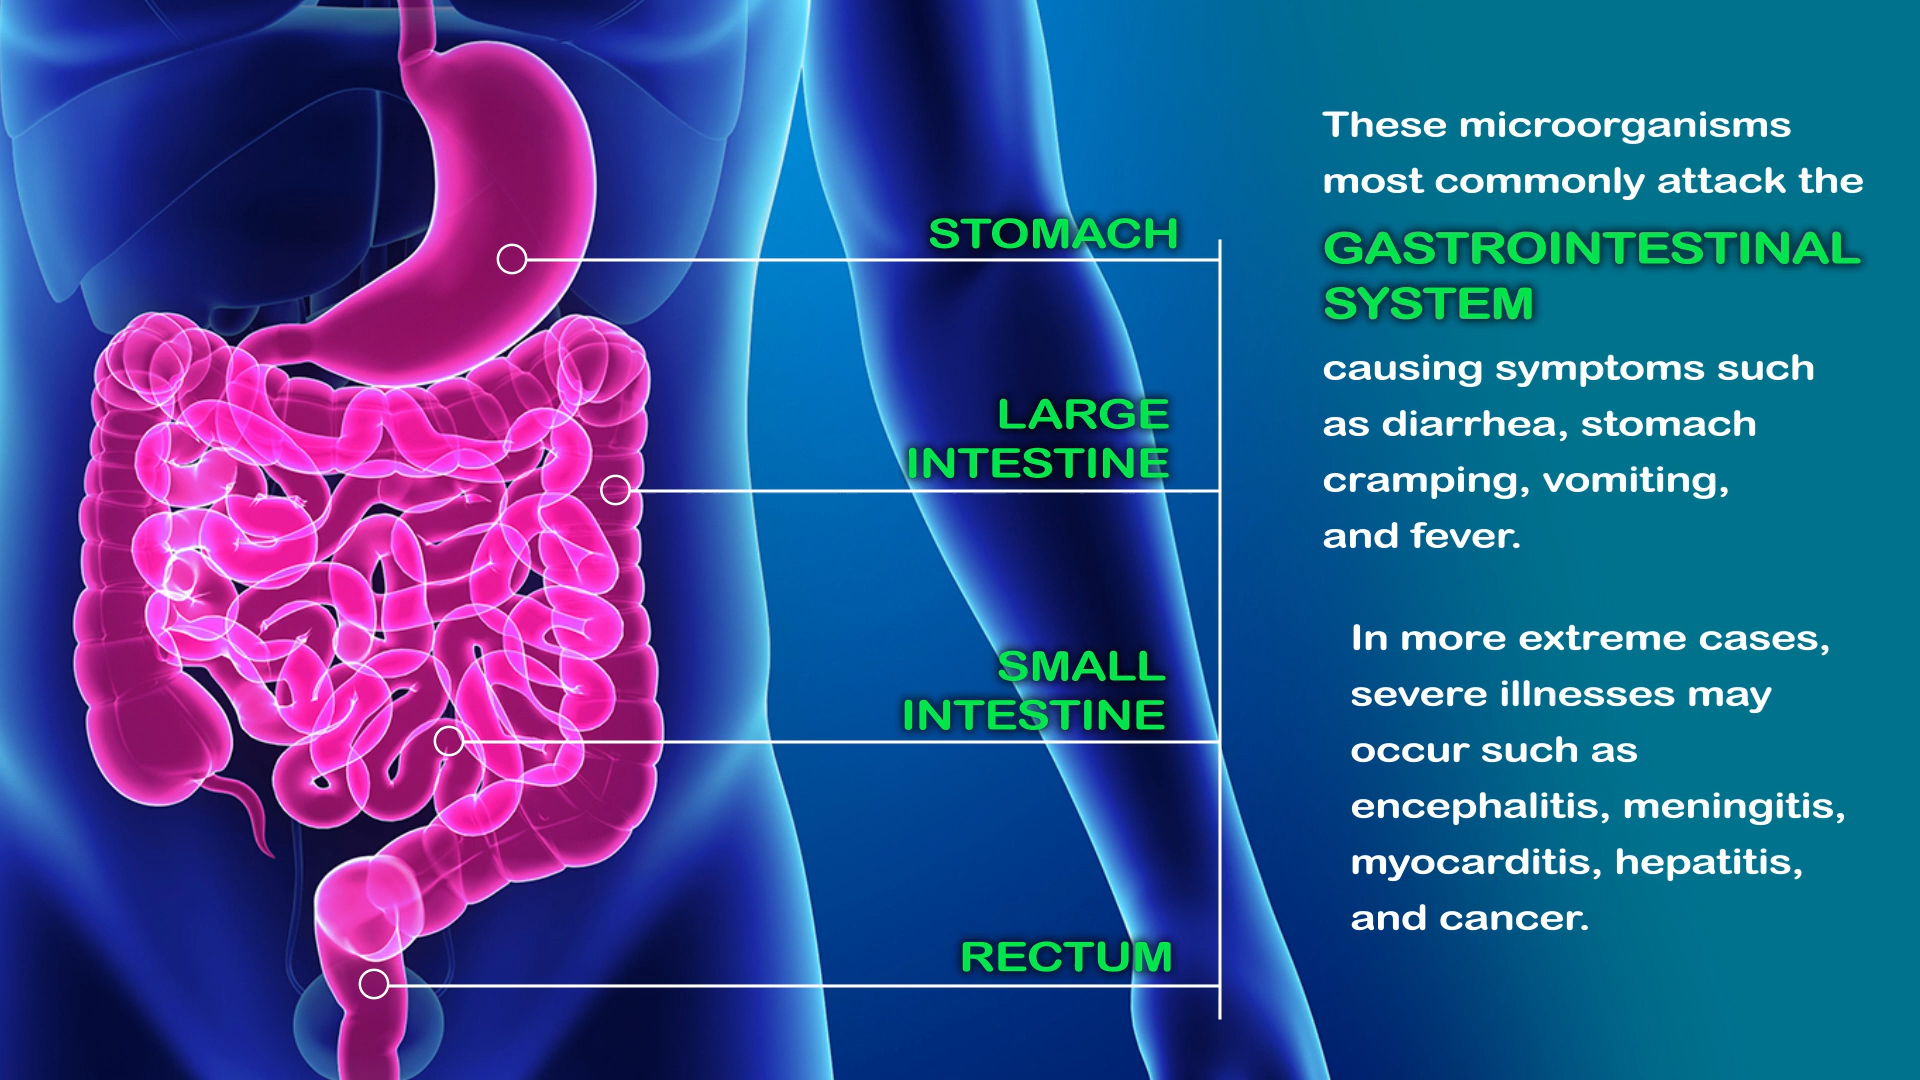 STOMACH
LARGE
INTESTINE
SMALL
INTESTINE
RECTUM
These microorganisms
most commonly attack the
GASTROINTESTINAL
SYSTEM
causing symptoms such
as diarrhea, stomach
cramping, vomiting,
and fever.
In more extreme cases,
severe illnesses may
occur such as
encephalitis, meningitis,
myocarditis, hepatitis,
and cancer.